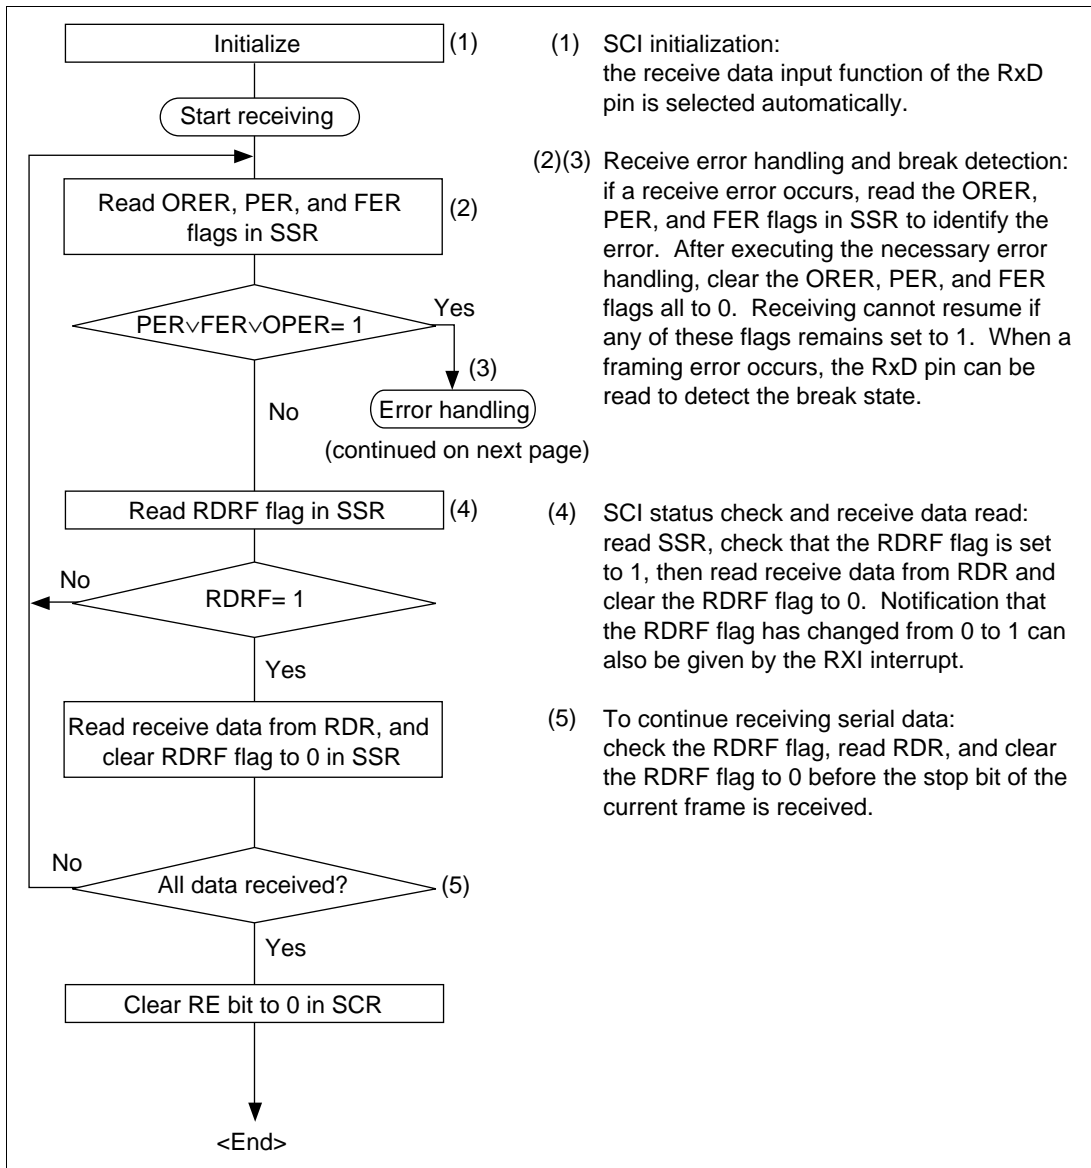 Initialize
(1)
Start receiving
Read ORER, PER, and FER
flags in SSR
(2)
PER∨FER∨OPER= 1
Yes
(3)
Error handling
(continued on next page)
No
Read RDRF flag in SSR
(4)
No
RDRF= 1
Yes
Read receive data from RDR, and
clear RDRF flag to 0 in SSR
No
All data received?
(5)
Yes
Clear RE bit to 0 in SCR
<End>
(1) SCI initialization:
the receive data input function of the RxD
pin is selected automatically.
(2)(3) Receive error handling and break detection:
if a receive error occurs, read the ORER,
PER, and FER flags in SSR to identify the
error. After executing the necessary error
handling, clear the ORER, PER, and FER
flags all to 0. Receiving cannot resume if
any of these flags remains set to 1. When a
framing error occurs, the RxD pin can be
read to detect the break state.
(4) SCI status check and receive data read:
read SSR, check that the RDRF flag is set
to 1, then read receive data from RDR and
clear the RDRF flag to 0. Notification that
the RDRF flag has changed from 0 to 1 can
also be given by the RXI interrupt.
(5) To continue receiving serial data:
check the RDRF flag, read RDR, and clear
the RDRF flag to 0 before the stop bit of the
current frame is received.